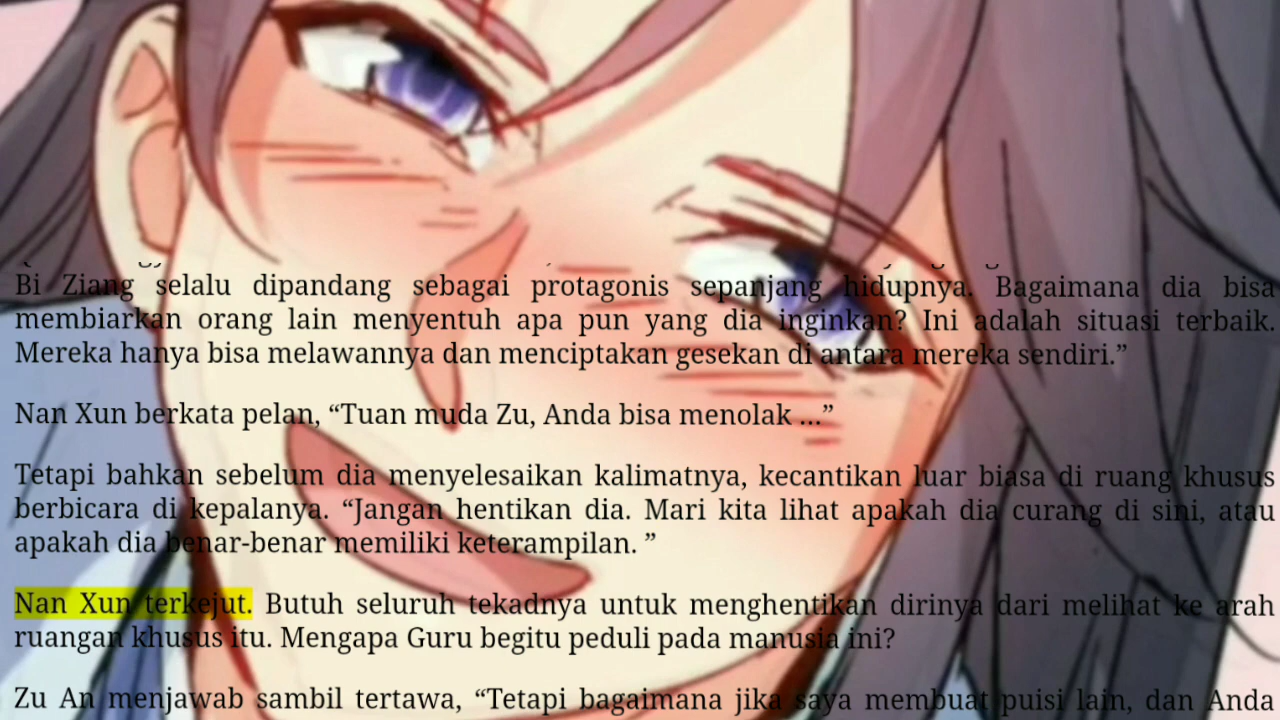 Bi Ziang selalu dipandang sebagai protagonis sepanjang hidupnya. Bagaimana dia bisa
membiarkan orang lain menyentuh apa pun yang dia inginkan? Ini adalah situasi terbaik.
Mereka hanya bisa melawannya dan menciptakan gesekan di antara mereka sendiri.”
Nan Xun berkata pelan, “Tuan muda Zu, Anda bisa menolak ...”
Tetapi bahkan sebelum dia menyelesaikan kalimatnya, kecantikan luar biasa di ruang khusus
berbicara di kepalanya. “Jangan hentikan dia. Mari kita lihat apakah dia curang di sini, atau
apakah dia benar-benar memiliki keterampilan. ”
Nan Xun terkejut. Butuh seluruh tekadnya untuk menghentikan dirinya dari melihat ke arah
ruangan khusus itu. Mengapa Guru begitu peduli pada manusia ini?
Zu An menjawab sambil tertawa, “Tetapi bagaimana jika saya membuat puisi lain, dan Anda